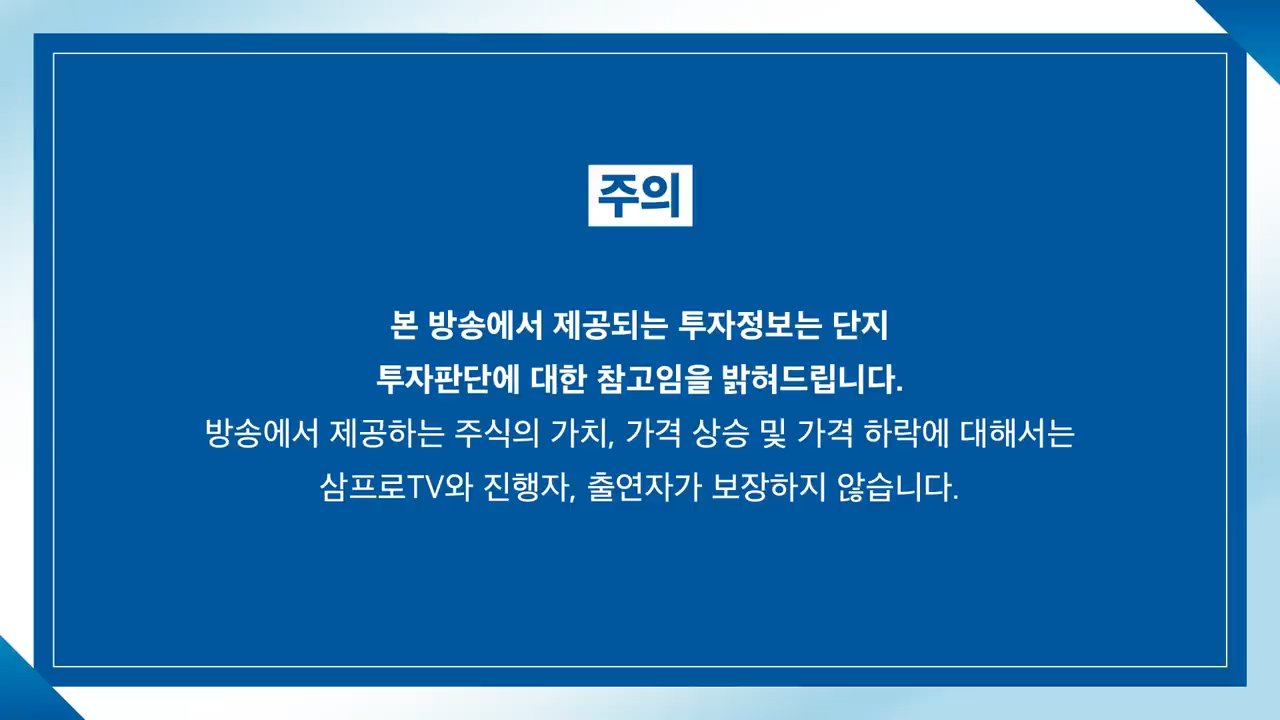 주의
본 방송에서 제공되는 투자정보는 단지
투자판단에 대한 참고임을 밝혀드립니다.
방송에서 제공하는 주식의 가치, 가격 상승 및 가격 하락에 대해서는
삼프로TV와 진행자, 출연자가 보장하지 않습니다.